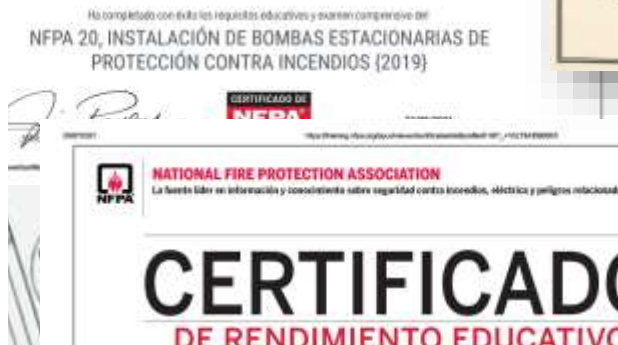 Ha completado con éxito los requisitos educativos y examen comprensivo del
NFPA 20, INSTALACIÓN DE BOMBAS ESTACIONARIAS DE
PROTECCIÓN CONTRA INCENDIOS (2019)
CERTIFICADO DE
NFPA
NFPA
NATIONAL FIRE PROTECTION ASSOCIATION
La fuente líder en información y conocimiento sobre seguridad contra incendios, eléctrica y peligros relacionado
CERTIFICADO
DE RENDIMIENTO EDUCATIVO